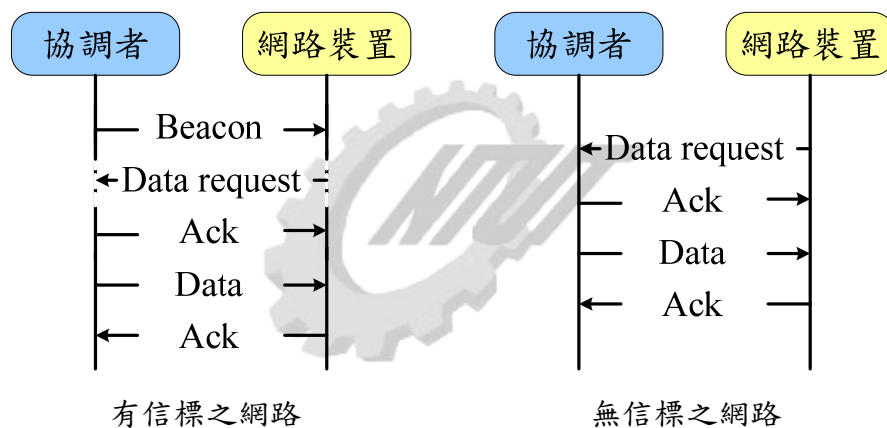 協調者
網路裝置
Beacon
Data request
Ack
Data
Ack
有信標之網路
協調者
網路裝置
Data request
Ack
Data
Ack
無信標之網路